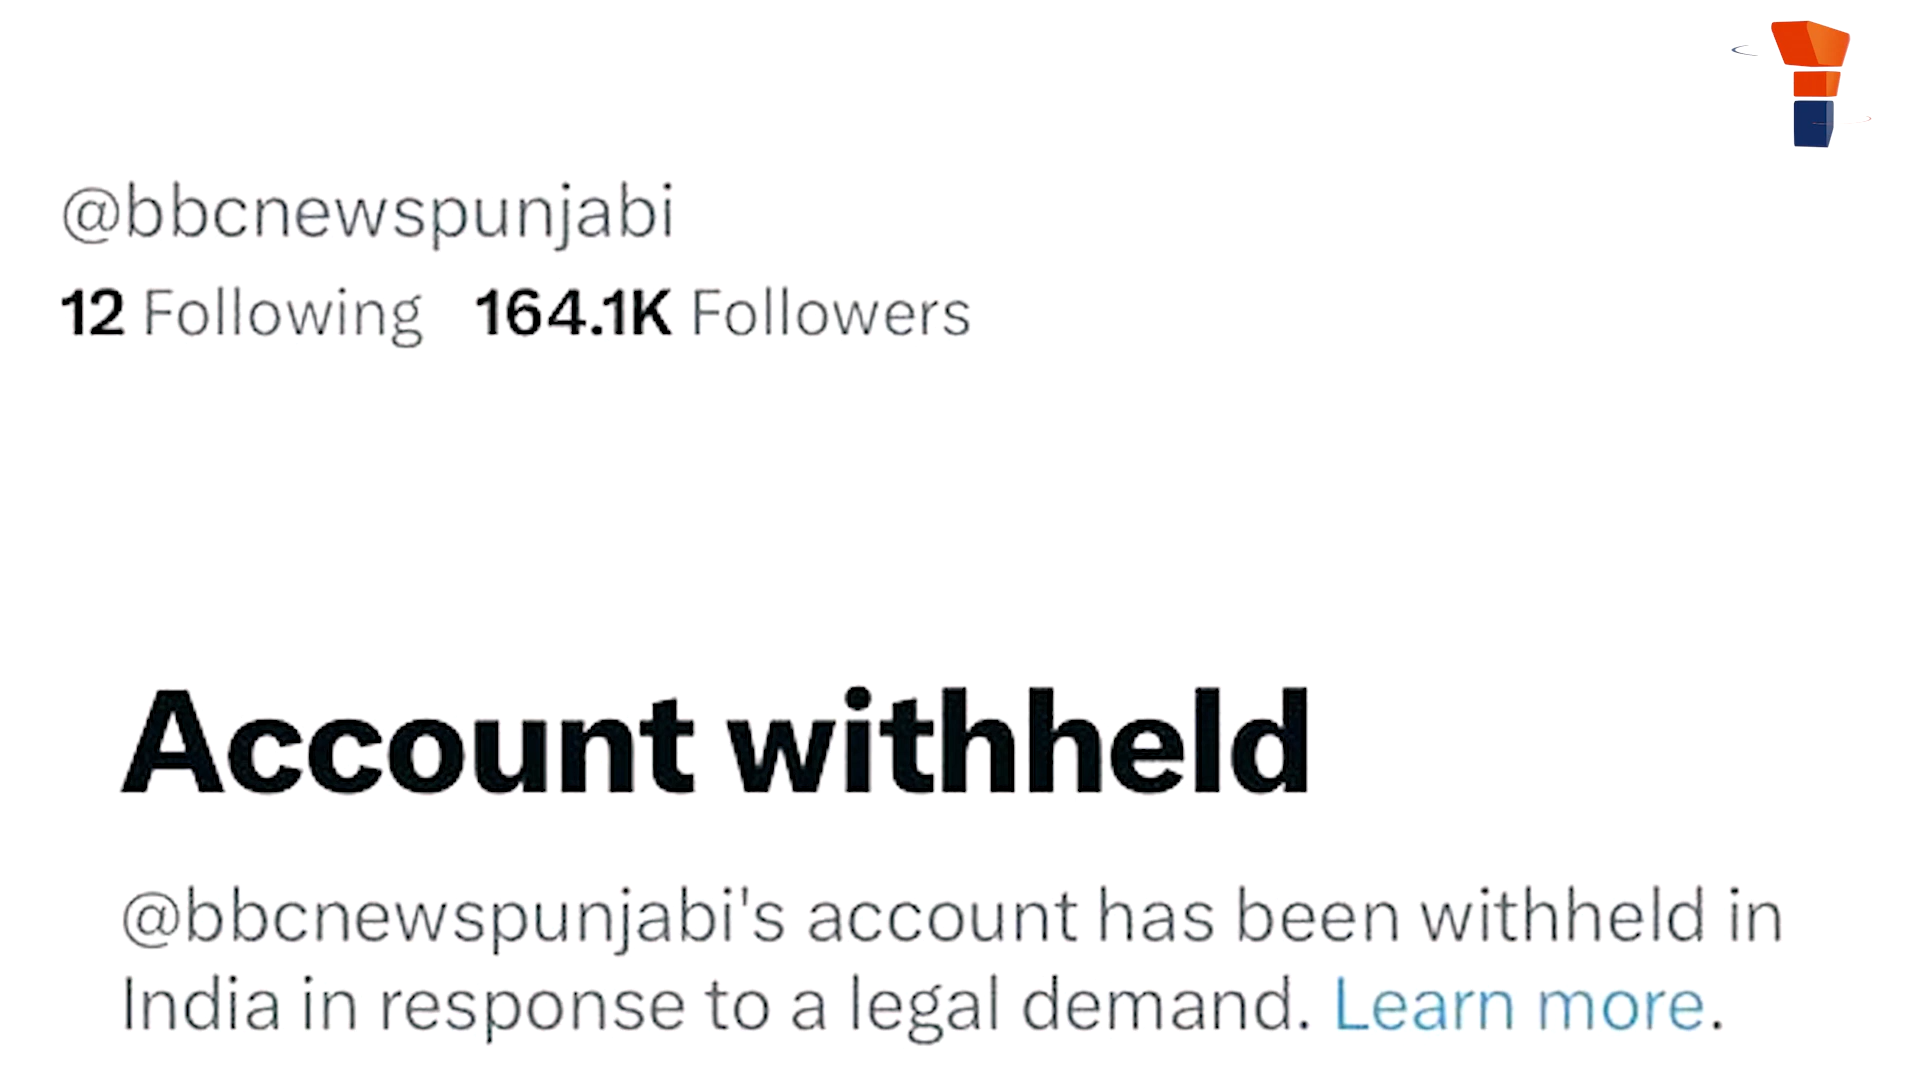 @bbcnewspunjabi
12 Following 164.1K Followers
Account withheld
@bbcnewspunjabi's account has been withheld in
India in response to a legal demand. Learn more.